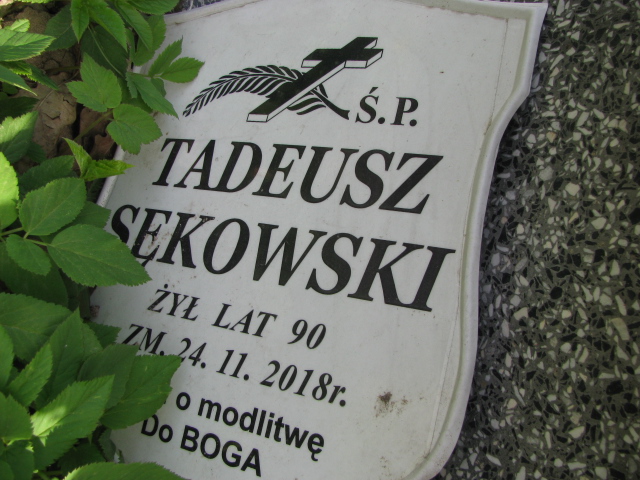 Ś.P.
TADEUSZ
SĘKOWSKI
ŻYŁ LAT 90
ZM. 24. 11. 2018r.
o modlitwę
Do BOGA